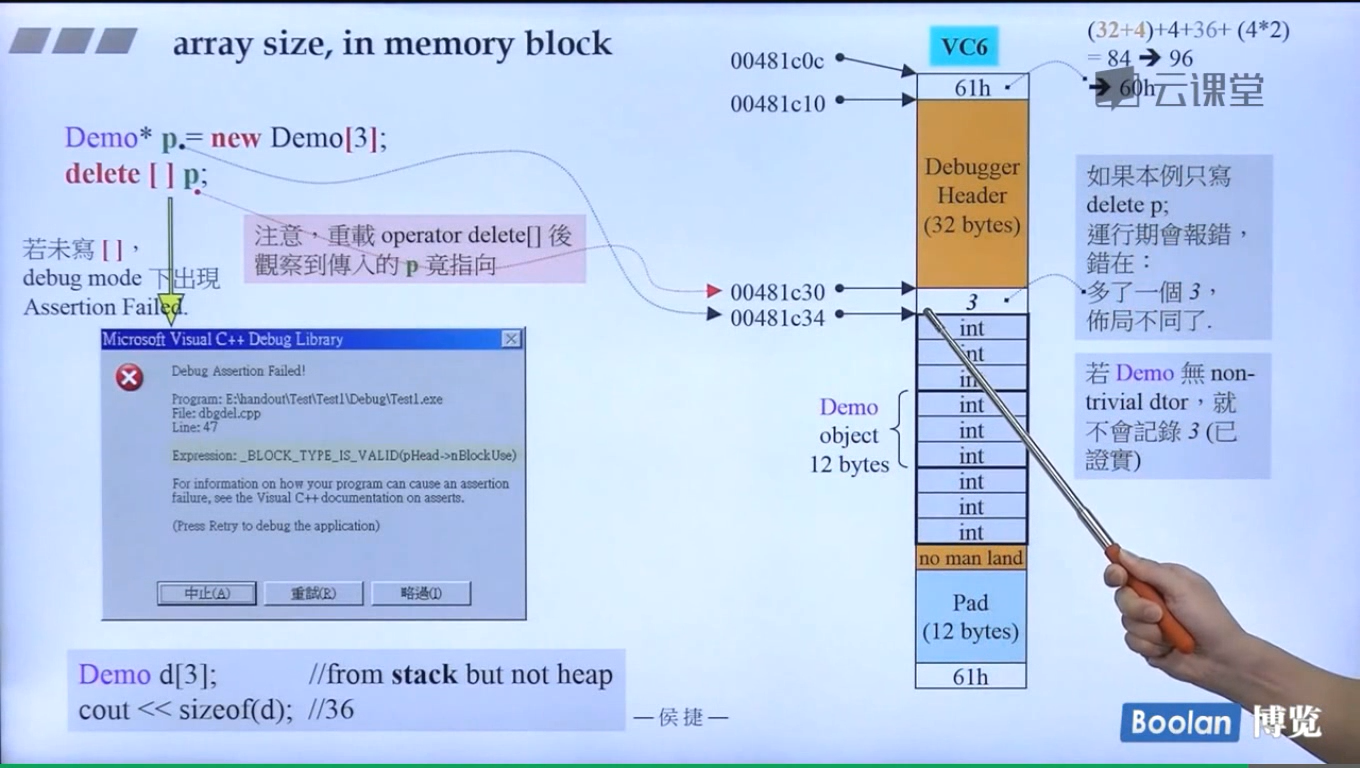 array size, in memory block
Demo* p = new Demo[3];
delete [ ] p;
若未寫 [ ]，
debug mode 下出現
Assertion Failed.
注意，重載 operator delete[] 後
觀察到傳入的 p 竟指向
Microsoft Visual C++ Debug Library
Debug Assertion Failed!
Program: E:\handout\Test\Test1\Debug\Test1.exe
File: dbgdel.cpp
Line: 47
Expression: _BLOCK_TYPE_IS_VALID(pHead->nBlockUse)
For information on how your program can cause an assertion
failure, see the Visual C++ documentation on asserts.
(Press Retry to debug the application)
中止(A)
重試(R)
略過(I)
Demo d[3]; //from stack but not heap
cout << sizeof(d); //36
—侯捷—
VC6
00481c0c
00481c10
00481c30
00481c34
61h
Debugger
Header
(32 bytes)
3
int
int
int
int
int
int
int
int
int
no man land
Pad
(12 bytes)
61h
Demo
object
12 bytes
(32+4)+4+36+ (4*2)
= 84 ➔ 96
➔ 60h
云课堂
如果本例只寫
delete p;
運行期會報錯，
錯在：
多了一個 3，
佈局不同了.
若 Demo 無 non-
trivial dtor，就
不會記錄 3 (已
證實)
Boolan 博览